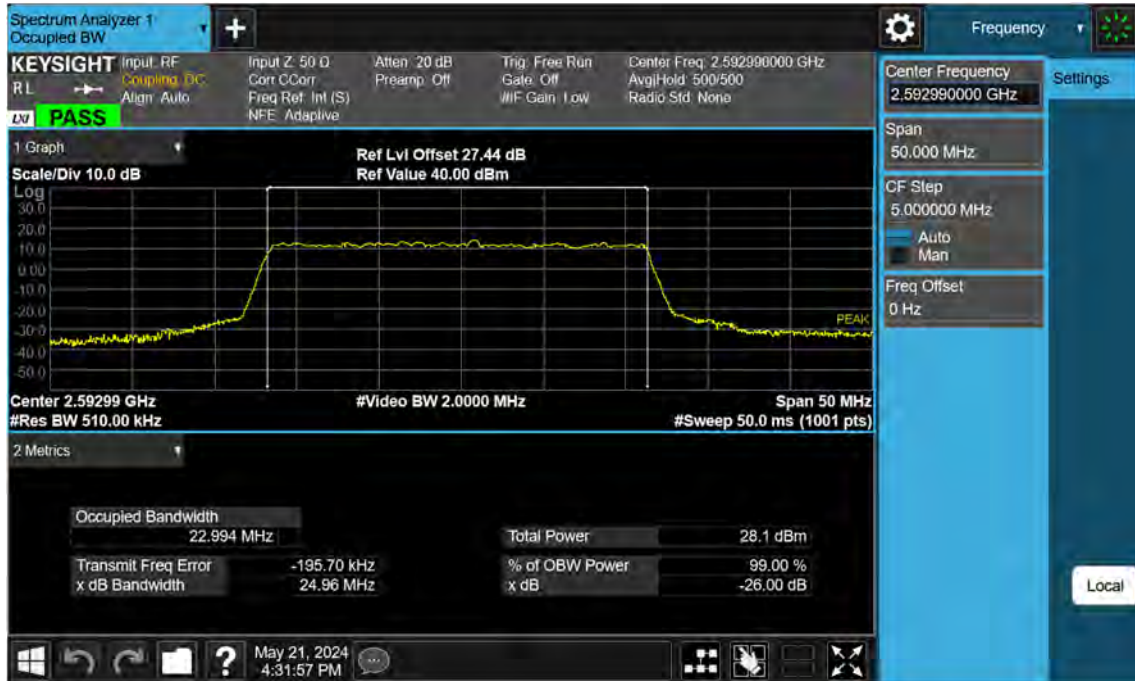 Spectrum Analyzer 1
Occupied BW
+
Frequency
KEYSIGHT Input: RF
RL
Coupling: DC
Align: Auto
LXI PASS
Input Z: 50 Ω
Corr CCorr
Freq Ref: Int (S)
NFE: Adaptive
Atten: 20 dB
Preamp: Off
Trig: Free Run
Gate: Off
#IF Gain: Low
Center Freq: 2.592990000 GHz
Avg|Hold: 500/500
Radio Std: None
Center Frequency
2.592990000 GHz
Settings
Span
50.000 MHz
CF Step
5.000000 MHz
Auto
Man
Freq Offset
0 Hz
1 Graph
Scale/Div 10.0 dB
Ref Lvl Offset 27.44 dB
Ref Value 40.00 dBm
Log
30.0
20.0
10.0
0.00
-10.0
-20.0
-30.0
-40.0
-50.0
PEAK
Center 2.59299 GHz
#Video BW 2.0000 MHz
Span 50 MHz
#Res BW 510.00 kHz
#Sweep 50.0 ms (1001 pts)
2 Metrics
Occupied Bandwidth
22.994 MHz
Total Power 28.1 dBm
Transmit Freq Error -195.70 kHz
% of OBW Power 99.00 %
x dB Bandwidth 24.96 MHz
x dB -26.00 dB
Local
?
May 21, 2024
4:31:57 PM